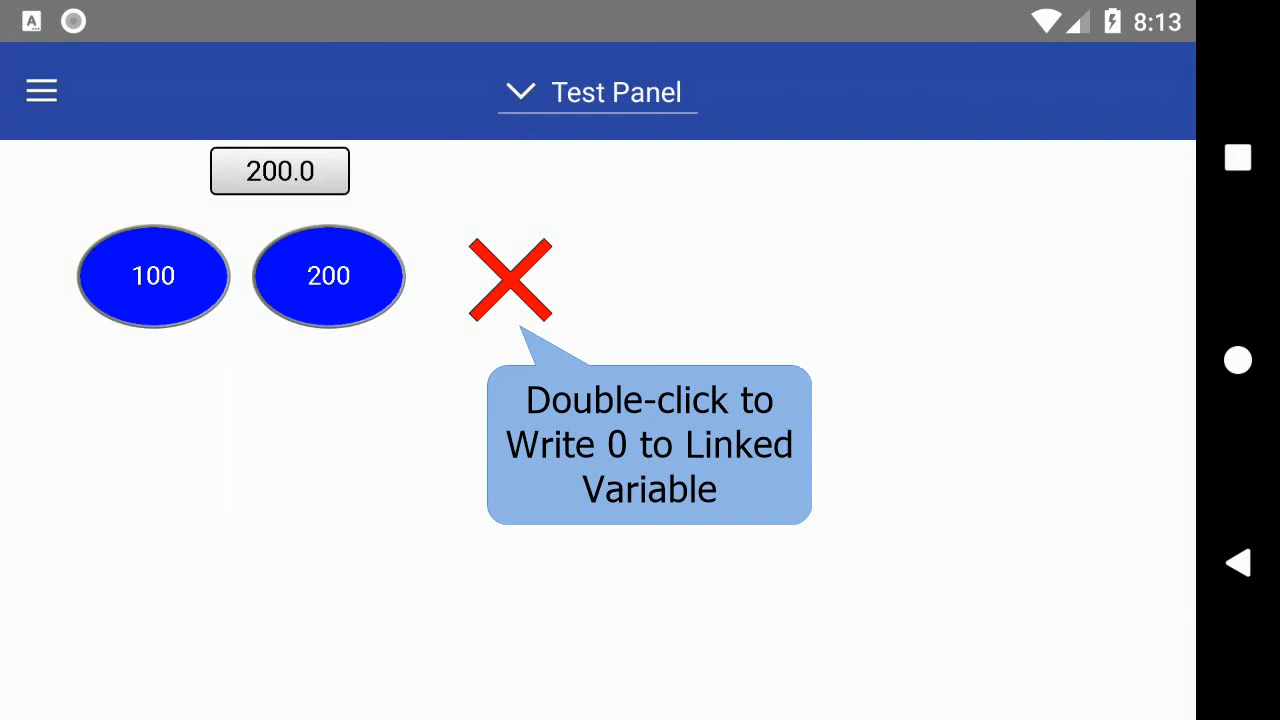 A
8:13
Test Panel
200.0
100
200
Double-click to
Write 0 to Linked
Variable